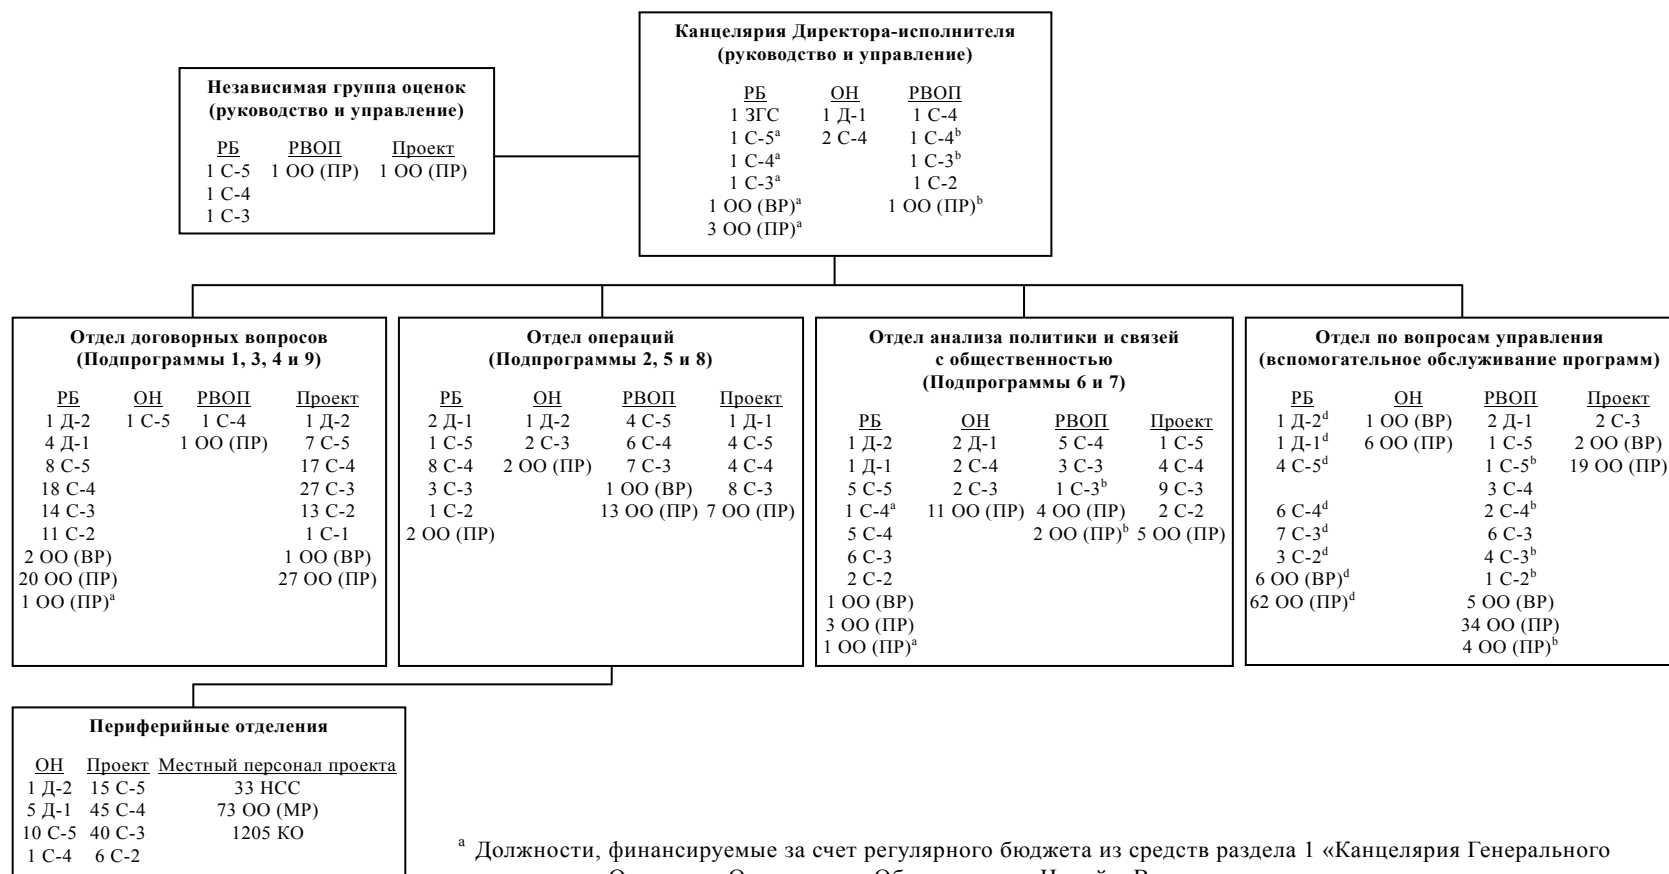 Канцелярия Директора-исполнителя
(руководство и управление)
РБ ОН РВОП
1 ЗГС 1 Д-1 1 С-4
1 С-5ᵃ 2 С-4 1 С-4ᵇ
1 С-4ᵃ 1 С-3ᵇ
1 С-3ᵃ 1 С-2
1 ОО (ВР)ᵃ 1 ОО (ПР)ᵇ
3 ОО (ПР)ᵃ
Независимая группа оценок
(руководство и управление)
РБ РВОП Проект
1 С-5 1 ОО (ПР) 1 ОО (ПР)
1 С-4
1 С-3
Отдел договорных вопросов
(Подпрограммы 1, 3, 4 и 9)
РБ ОН РВОП Проект
1 Д-2 1 С-5 1 С-4 1 Д-2
4 Д-1 1 ОО (ПР) 7 С-5
8 С-5 17 С-4
18 С-4 27 С-3
14 С-3 13 С-2
11 С-2 1 С-1
2 ОО (ВР) 1 ОО (ВР)
20 ОО (ПР) 27 ОО (ПР)
1 ОО (ПР)ᵃ
Отдел операций
(Подпрограммы 2, 5 и 8)
РБ ОН РВОП Проект
2 Д-1 1 Д-2 4 С-5 1 Д-1
1 С-5 2 С-3 6 С-4 4 С-5
8 С-4 2 ОО (ПР) 7 С-3 4 С-4
3 С-3 1 ОО (ВР) 8 С-3
1 С-2 13 ОО (ПР) 7 ОО (ПР)
2 ОО (ПР)
Отдел анализа политики и связей
с общественностью
(Подпрограммы 6 и 7)
РБ ОН РВОП Проект
1 Д-2 2 Д-1 5 С-4 1 С-5
1 Д-1 2 С-4 3 С-3 4 С-4
5 С-5 2 С-3 1 С-3ᵇ 9 С-3
1 С-4ᵃ 11 ОО (ПР) 4 ОО (ПР) 2 С-2
5 С-4 2 ОО (ПР)ᵇ 5 ОО (ПР)
6 С-3
2 С-2
1 ОО (ВР)
3 ОО (ПР)
1 ОО (ПР)ᵃ
Отдел по вопросам управления
(вспомогательное обслуживание программ)
РБ ОН РВОП Проект
1 Д-2ᵈ 1 ОО (ВР) 2 Д-1 2 С-3
1 Д-1ᵈ 6 ОО (ПР) 1 С-5 2 ОО (ВР)
4 С-5ᵈ 1 С-5ᵇ 19 ОО (ПР)
3 С-4
6 С-4ᵈ 2 С-4ᵇ
7 С-3ᵈ 6 С-3
3 С-2ᵈ 4 С-3ᵇ
6 ОО (ВР)ᵈ 1 С-2ᵇ
62 ОО (ПР)ᵈ 5 ОО (ВР)
34 ОО (ПР)
4 ОО (ПР)ᵇ
Периферийные отделения
ОН Проект Местный персонал проекта
1 Д-2 15 С-5 33 НСС
5 Д-1 45 С-4 73 ОО (МР)
10 С-5 40 С-3 1205 КО
1 С-4 6 С-2
ᵃ Должности, финансируемые за счет регулярного бюджета из средств раздела 1 «Канцелярия Генерального